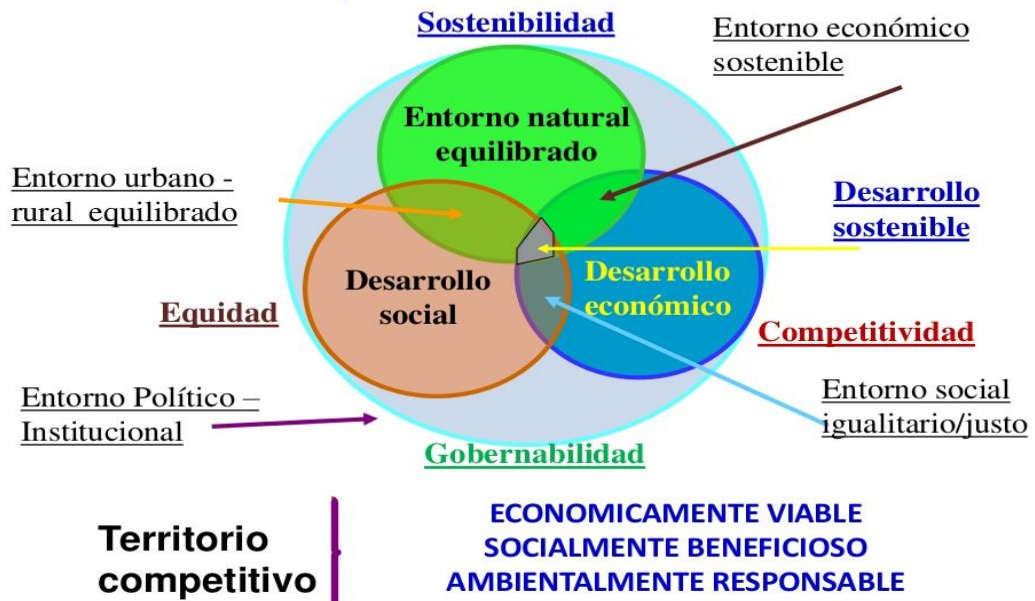 Sostenibilidad
Entorno económico
sostenible
Entorno natural
equilibrado
Entorno urbano -
rural equilibrado
Desarrollo
sostenible
Desarrollo
social
Desarrollo
económico
Equidad
Competitividad
Entorno Político –
Institucional
Entorno social
igualitario/justo
Gobernabilidad
Territorio
competitivo
ECONOMICAMENTE VIABLE
SOCIALMENTE BENEFICIOSO
AMBIENTALMENTE RESPONSABLE